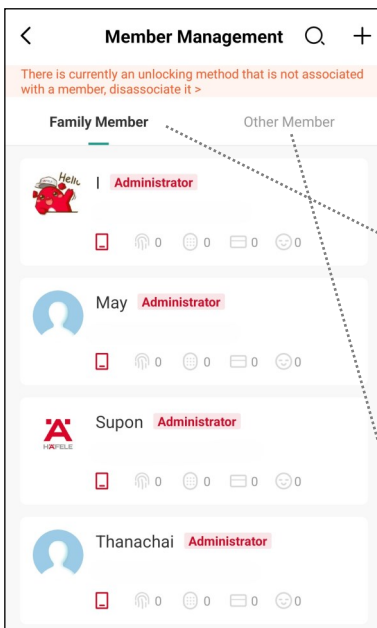 Member Management
There is currently an unlocking method that is not associated
with a member, disassociate it >
Family Member Other Member
Hello
I Administrator
0 0 0 0
May Administrator
0 0 0 0
HÄFELE
Supon Administrator
0 0 0 0
Thanachai Administrator
0 0 0 0